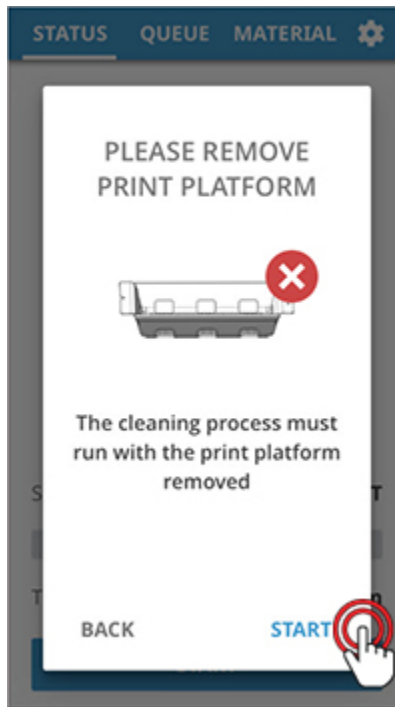 STATUS QUEUE MATERIAL
PLEASE REMOVE
PRINT PLATFORM
The cleaning process must
run with the print platform
removed
S T
T n
BACK START